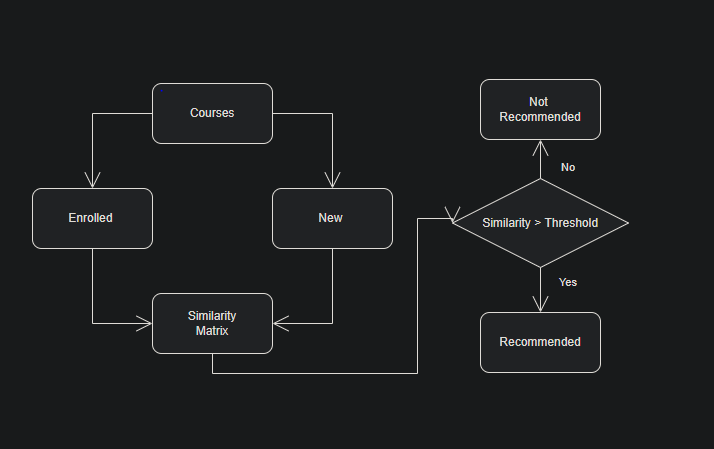 Courses
Enrolled
New
Similarity
Matrix
Not
Recommended
No
Similarity > Threshold
Yes
Recommended